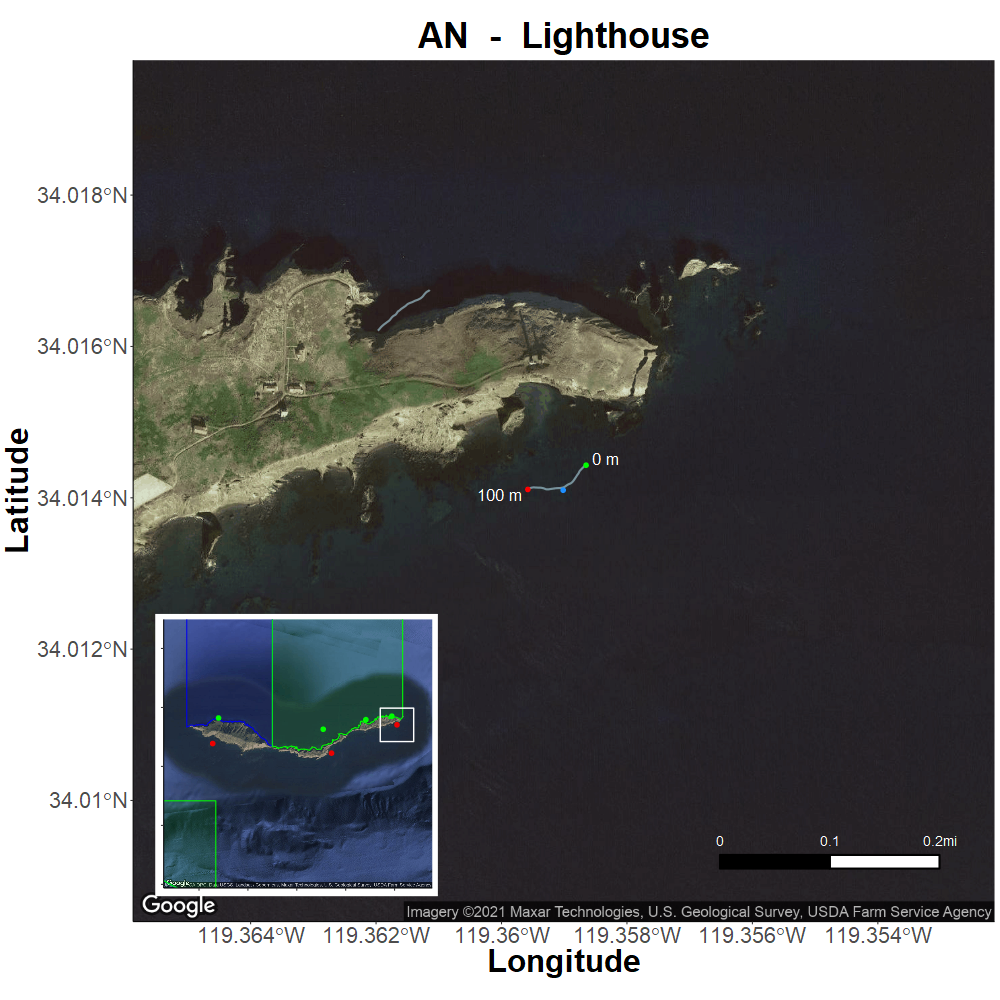 AN - Lighthouse
34.018°N
34.016°N
34.014°N
34.012°N
34.01°N
Latitude
0 m
100 m
0 0.1 0.2mi
Google
Google
Imagery ©2021 Maxar Technologies, U.S. Geological Survey, USDA Farm Service Agency
119.364°W 119.362°W 119.36°W 119.358°W 119.356°W 119.354°W
Longitude